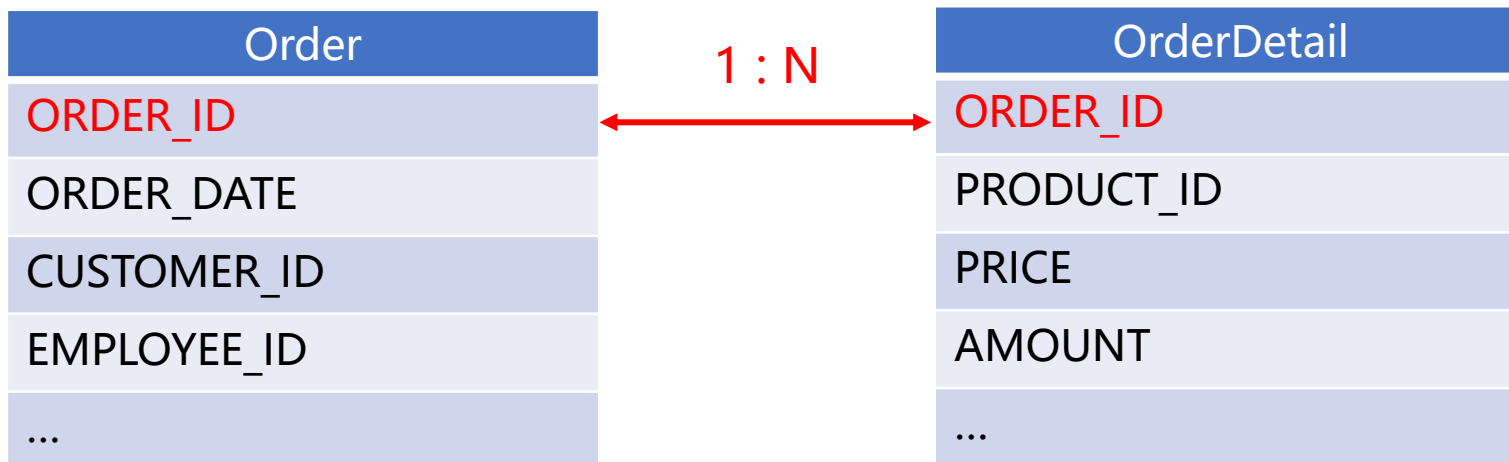 Order
ORDER_ID
ORDER_DATE
CUSTOMER_ID
EMPLOYEE_ID
...
1 : N
OrderDetail
ORDER_ID
PRODUCT_ID
PRICE
AMOUNT
...